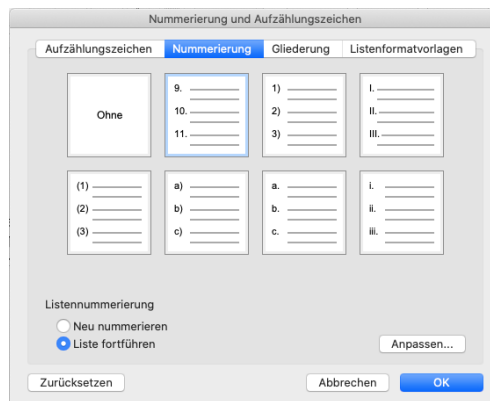 Nummerierung und Aufzählungszeichen
Aufzählungszeichen Nummerierung Gliederung Listenformatvorlagen
Ohne
9.
10.
11.
1)
2)
3)
I.
II.
III.
(1)
(2)
(3)
a)
b)
c)
a.
b.
c.
i.
ii.
iii.
Listennummerierung
Neu nummerieren
Liste fortführen
Anpassen...
Zurücksetzen Abbrechen OK